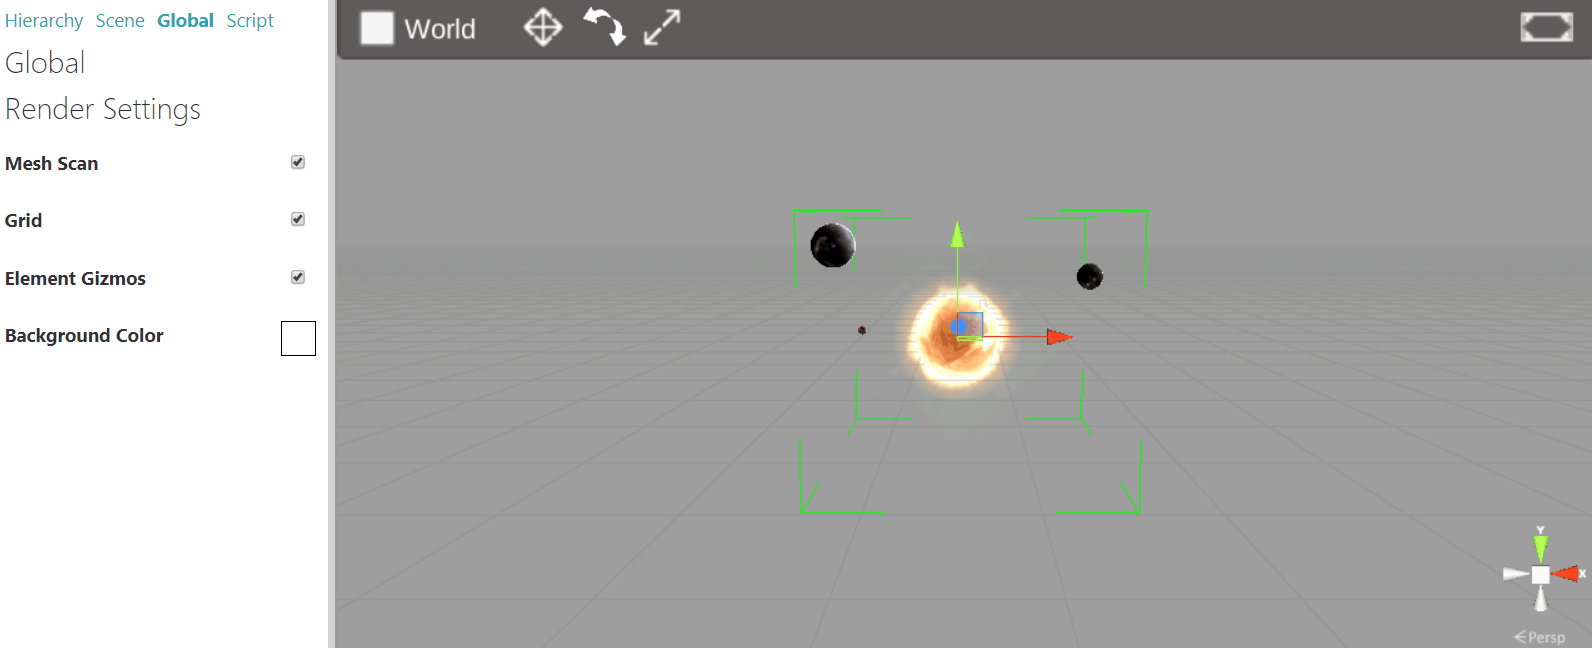 Hierarchy Scene Global Script
Global
Render Settings
Mesh Scan
Grid
Element Gizmos
Background Color
World
Y
X
Persp